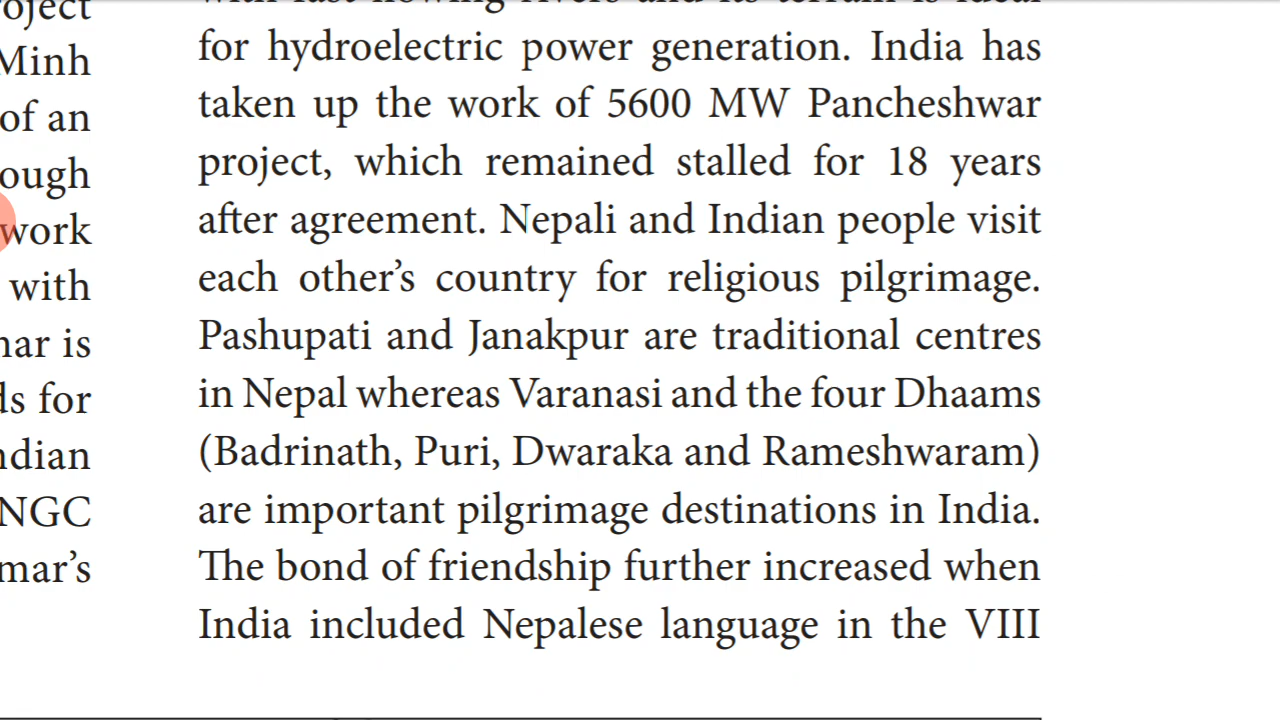 oject
Minh
of an
ough
work
with
nar is
ds for
ndian
NGC
mar's
for hydroelectric power generation. India has
taken up the work of 5600 MW Pancheshwar
project, which remained stalled for 18 years
after agreement. Nepali and Indian people visit
each other's country for religious pilgrimage.
Pashupati and Janakpur are traditional centres
in Nepal whereas Varanasi and the four Dhaams
(Badrinath, Puri, Dwaraka and Rameshwaram)
are important pilgrimage destinations in India.
The bond of friendship further increased when
India included Nepalese language in the VIII